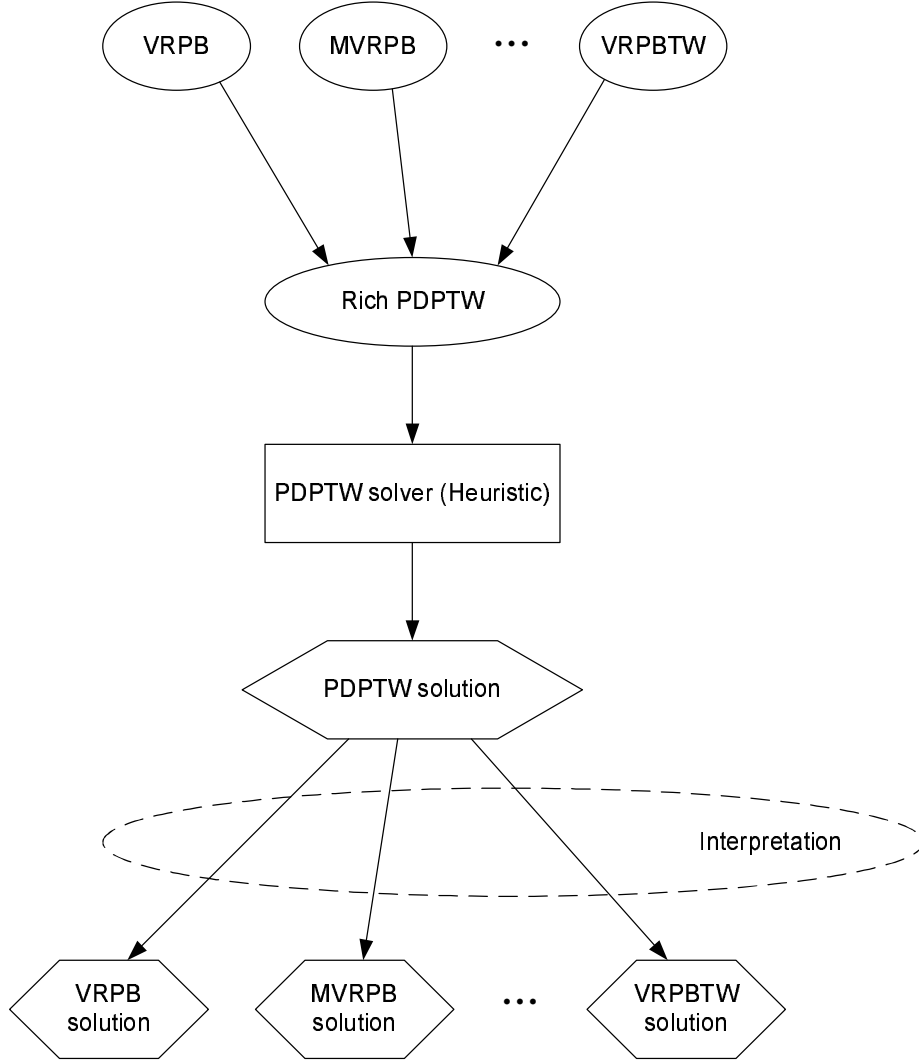 VRPB
MVRPB
...
VRPBTW
Rich PDPTW
PDPTW solver (Heuristic)
PDPTW solution
Interpretation
VRPB
solution
MVRPB
solution
...
VRPBTW
solution